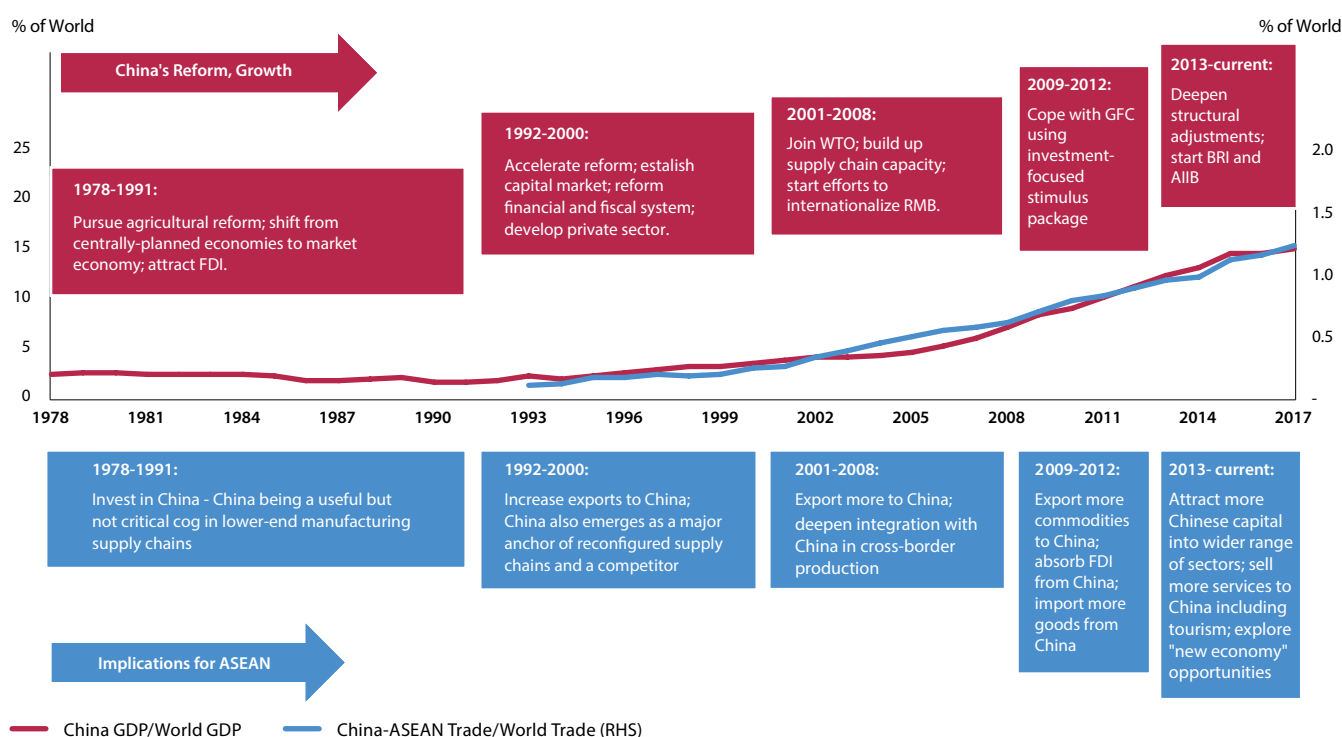 % of World
% of World
China's Reform, Growth
1978-1991:
Pursue agricultural reform; shift from
centrally-planned economies to market
economy; attract FDI.
1992-2000:
Accelerate reform; estalish
capital market; reform
financial and fiscal system;
develop private sector.
2001-2008:
Join WTO; build up
supply chain capacity;
start efforts to
internationalize RMB.
2009-2012:
Cope with GFC
using
investment-
focused
stimulus
package
2013-current:
Deepen
structural
adjustments;
start BRI and
AIIB
25
20
15
10
5
0
2.0
1.5
1.0
0.5
-
1978 1981 1984 1987 1990 1993 1996 1999 2002 2005 2008 2011 2014 2017
1978-1991:
Invest in China - China being a useful but
not critical cog in lower-end manufacturing
supply chains
1992-2000:
Increase exports to China;
China also emerges as a major
anchor of reconfigured supply
chains and a competitor
2001-2008:
Export more to China;
deepen integration with
China in cross-border
production
2009-2012:
Export more
commodities
to China;
absorb FDI
from China;
import more
goods from
China
2013- current:
Attract more
Chinese capital
into wider range
of sectors; sell
more services to
China including
tourism; explore
"new economy"
opportunities
Implications for ASEAN
China GDP/World GDP
China-ASEAN Trade/World Trade (RHS)